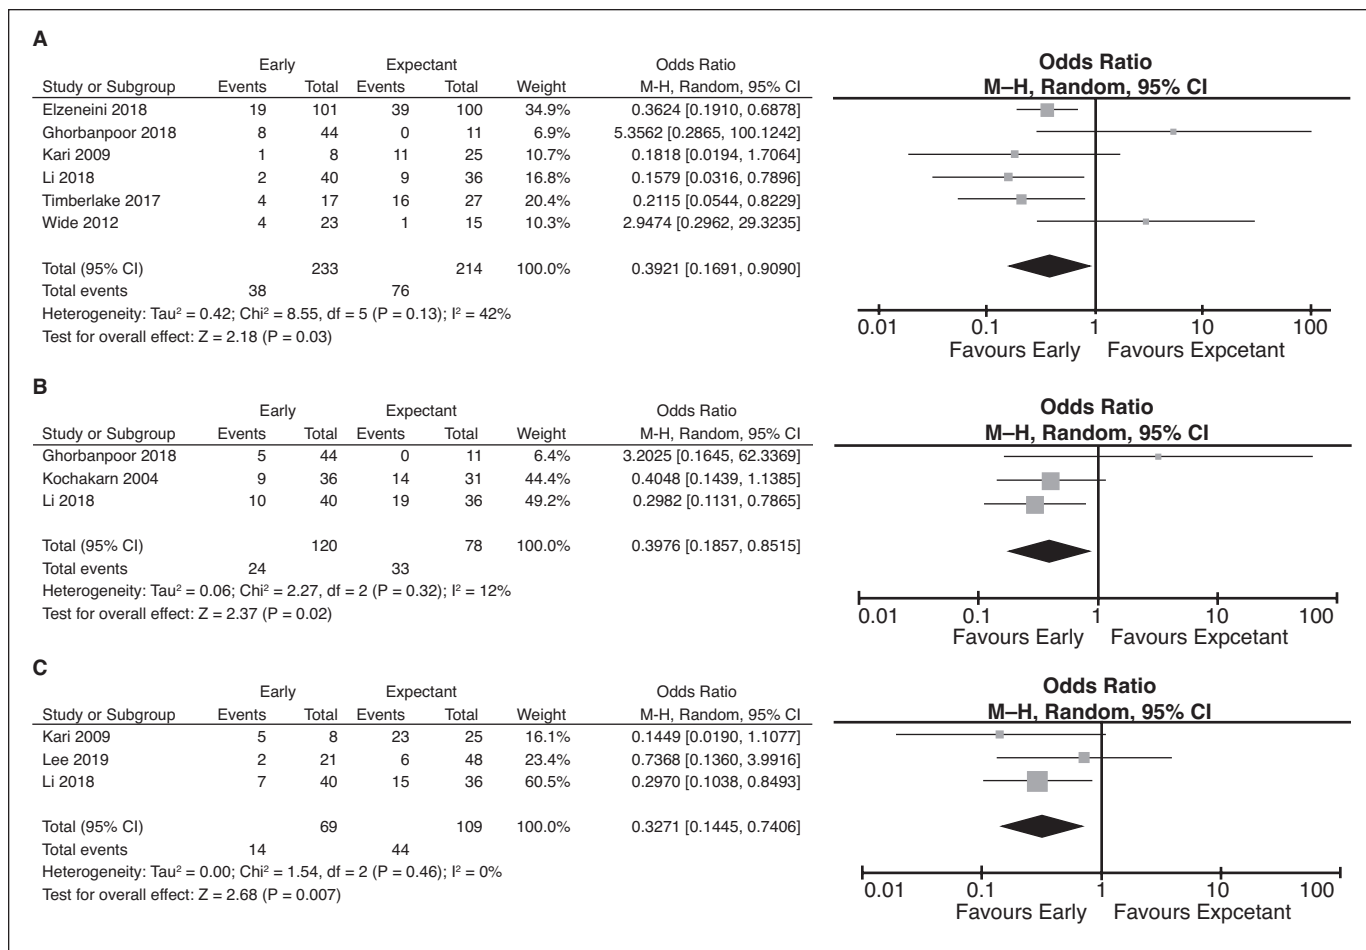 A
Early Expectant Odds Ratio
Study or Subgroup Events Total Events Total Weight M-H, Random, 95% CI
Elzeneini 2018 19 101 39 100 34.9% 0.3624 [0.1910, 0.6878]
Ghorbanpoor 2018 8 44 0 11 6.9% 5.3562 [0.2865, 100.1242]
Kari 2009 1 8 11 25 10.7% 0.1818 [0.0194, 1.7064]
Li 2018 2 40 9 36 16.8% 0.1579 [0.0316, 0.7896]
Timberlake 2017 4 17 16 27 20.4% 0.2115 [0.0544, 0.8229]
Wide 2012 4 23 1 15 10.3% 2.9474 [0.2962, 29.3235]
Total (95% CI) 233 214 100.0% 0.3921 [0.1691, 0.9090]
Total events 38 76
Heterogeneity: Tau² = 0.42; Chi² = 8.55, df = 5 (P = 0.13); I² = 42%
Test for overall effect: Z = 2.18 (P = 0.03)
Odds Ratio
M–H, Random, 95% CI
0.01 0.1 1 10 100
Favours Early Favours Expcetant
B
Early Expectant Odds Ratio
Study or Subgroup Events Total Events Total Weight M-H, Random, 95% CI
Ghorbanpoor 2018 5 44 0 11 6.4% 3.2025 [0.1645, 62.3369]
Kochakarn 2004 9 36 14 31 44.4% 0.4048 [0.1439, 1.1385]
Li 2018 10 40 19 36 49.2% 0.2982 [0.1131, 0.7865]
Total (95% CI) 120 78 100.0% 0.3976 [0.1857, 0.8515]
Total events 24 33
Heterogeneity: Tau² = 0.06; Chi² = 2.27, df = 2 (P = 0.32); I² = 12%
Test for overall effect: Z = 2.37 (P = 0.02)
Odds Ratio
M–H, Random, 95% CI
0.01 0.1 1 10 100
Favours Early Favours Expcetant
C
Early Expectant Odds Ratio
Study or Subgroup Events Total Events Total Weight M-H, Random, 95% CI
Kari 2009 5 8 23 25 16.1% 0.1449 [0.0190, 1.1077]
Lee 2019 2 21 6 48 23.4% 0.7368 [0.1360, 3.9916]
Li 2018 7 40 15 36 60.5% 0.2970 [0.1038, 0.8493]
Total (95% CI) 69 109 100.0% 0.3271 [0.1445, 0.7406]
Total events 14 44
Heterogeneity: Tau² = 0.00; Chi² = 1.54, df = 2 (P = 0.46); I² = 0%
Test for overall effect: Z = 2.68 (P = 0.007)
Odds Ratio
M–H, Random, 95% CI
0.01 0.1 1 10 100
Favours Early Favours Expcetant